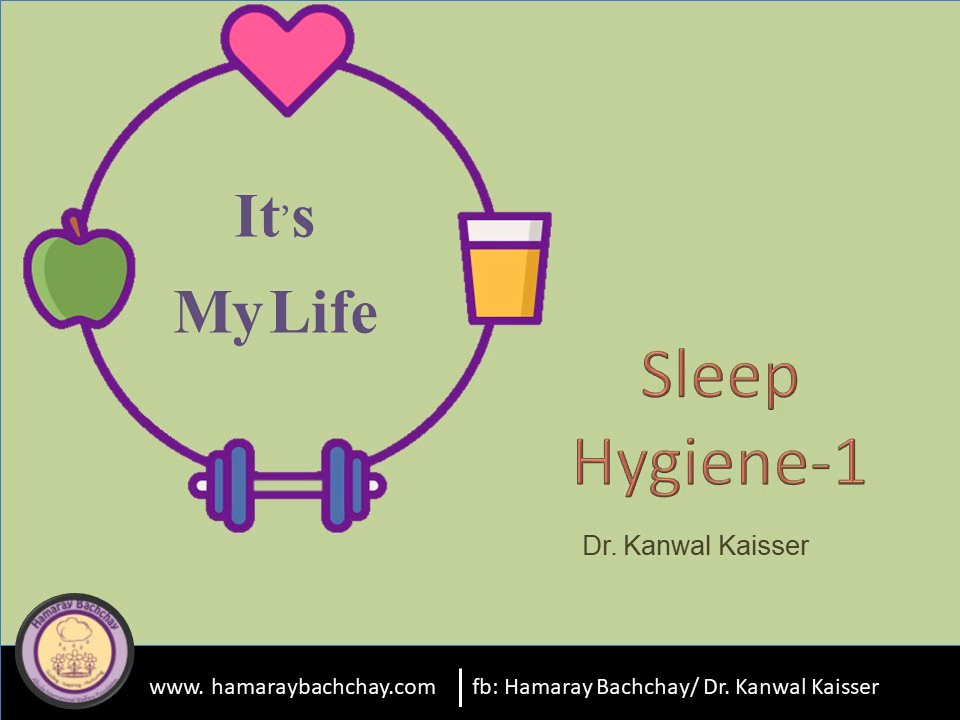 It's
My Life
Sleep
Hygiene-1
Dr. Kanwal Kaisser
Hamaray Bachchay
www. hamaraybachchay.com
fb: Hamaray Bachchay/ Dr. Kanwal Kaisser